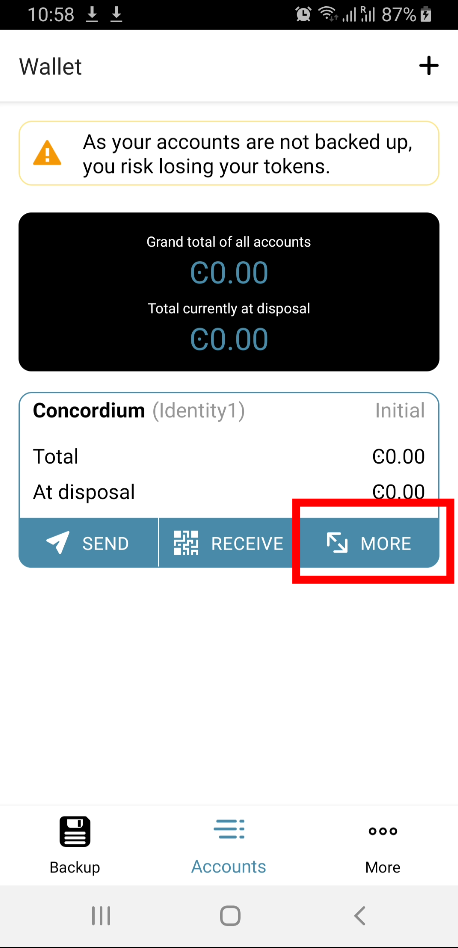 10:58 87%
Wallet +
As your accounts are not backed up,
you risk losing your tokens.
Grand total of all accounts
Ͼ0.00
Total currently at disposal
Ͼ0.00
Concordium (Identity1) Initial
Total Ͼ0.00
At disposal Ͼ0.00
SEND RECEIVE MORE
Backup Accounts More